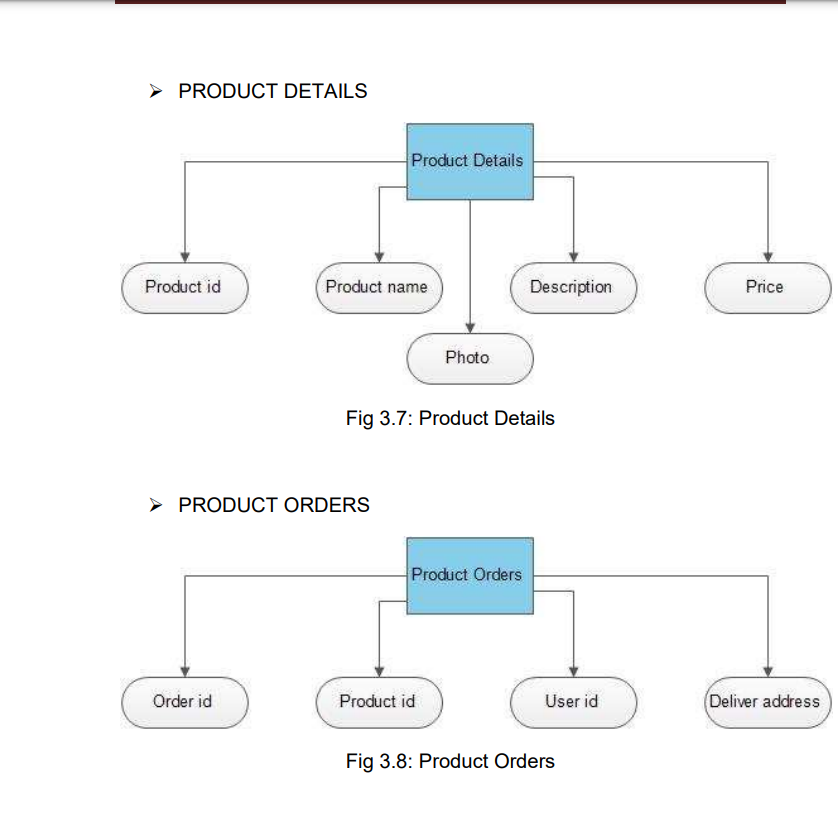 ➢ PRODUCT DETAILS
Product Details
Product id
Product name
Description
Price
Photo
Fig 3.7: Product Details
➢ PRODUCT ORDERS
Product Orders
Order id
Product id
User id
Deliver address
Fig 3.8: Product Orders